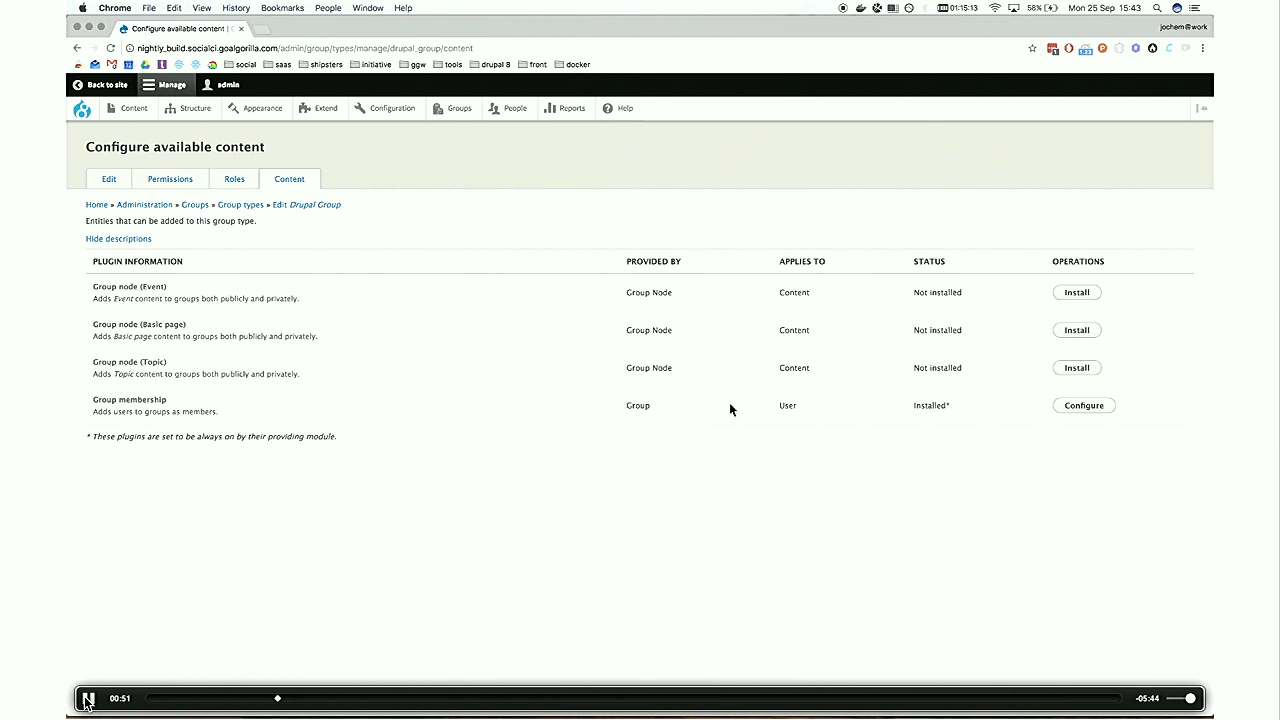 Chrome File Edit View History Bookmarks People Window Help 01:15:13 58% Mon 25 Sep 15:43
Configure available content | jochem@work
nightly_build.socialci.goalgorilla.com/admin/group/types/manage/drupal_group/content
social saas shipsters initiative ggw tools drupal 8 front docker
Back to site Manage admin
Content Structure Appearance Extend Configuration Groups People Reports Help
Configure available content
Edit Permissions Roles Content
Home » Administration » Groups » Group types » Edit Drupal Group
Entities that can be added to this group type.
Hide descriptions
PLUGIN INFORMATION PROVIDED BY APPLIES TO STATUS OPERATIONS
Group node (Event)
Adds Event content to groups both publicly and privately. Group Node Content Not installed Install
Group node (Basic page)
Adds Basic page content to groups both publicly and privately. Group Node Content Not installed Install
Group node (Topic)
Adds Topic content to groups both publicly and privately. Group Node Content Not installed Install
Group membership
Adds users to groups as members. Group User Installed* Configure
* These plugins are set to be always on by their providing module.
00:51 -05:44